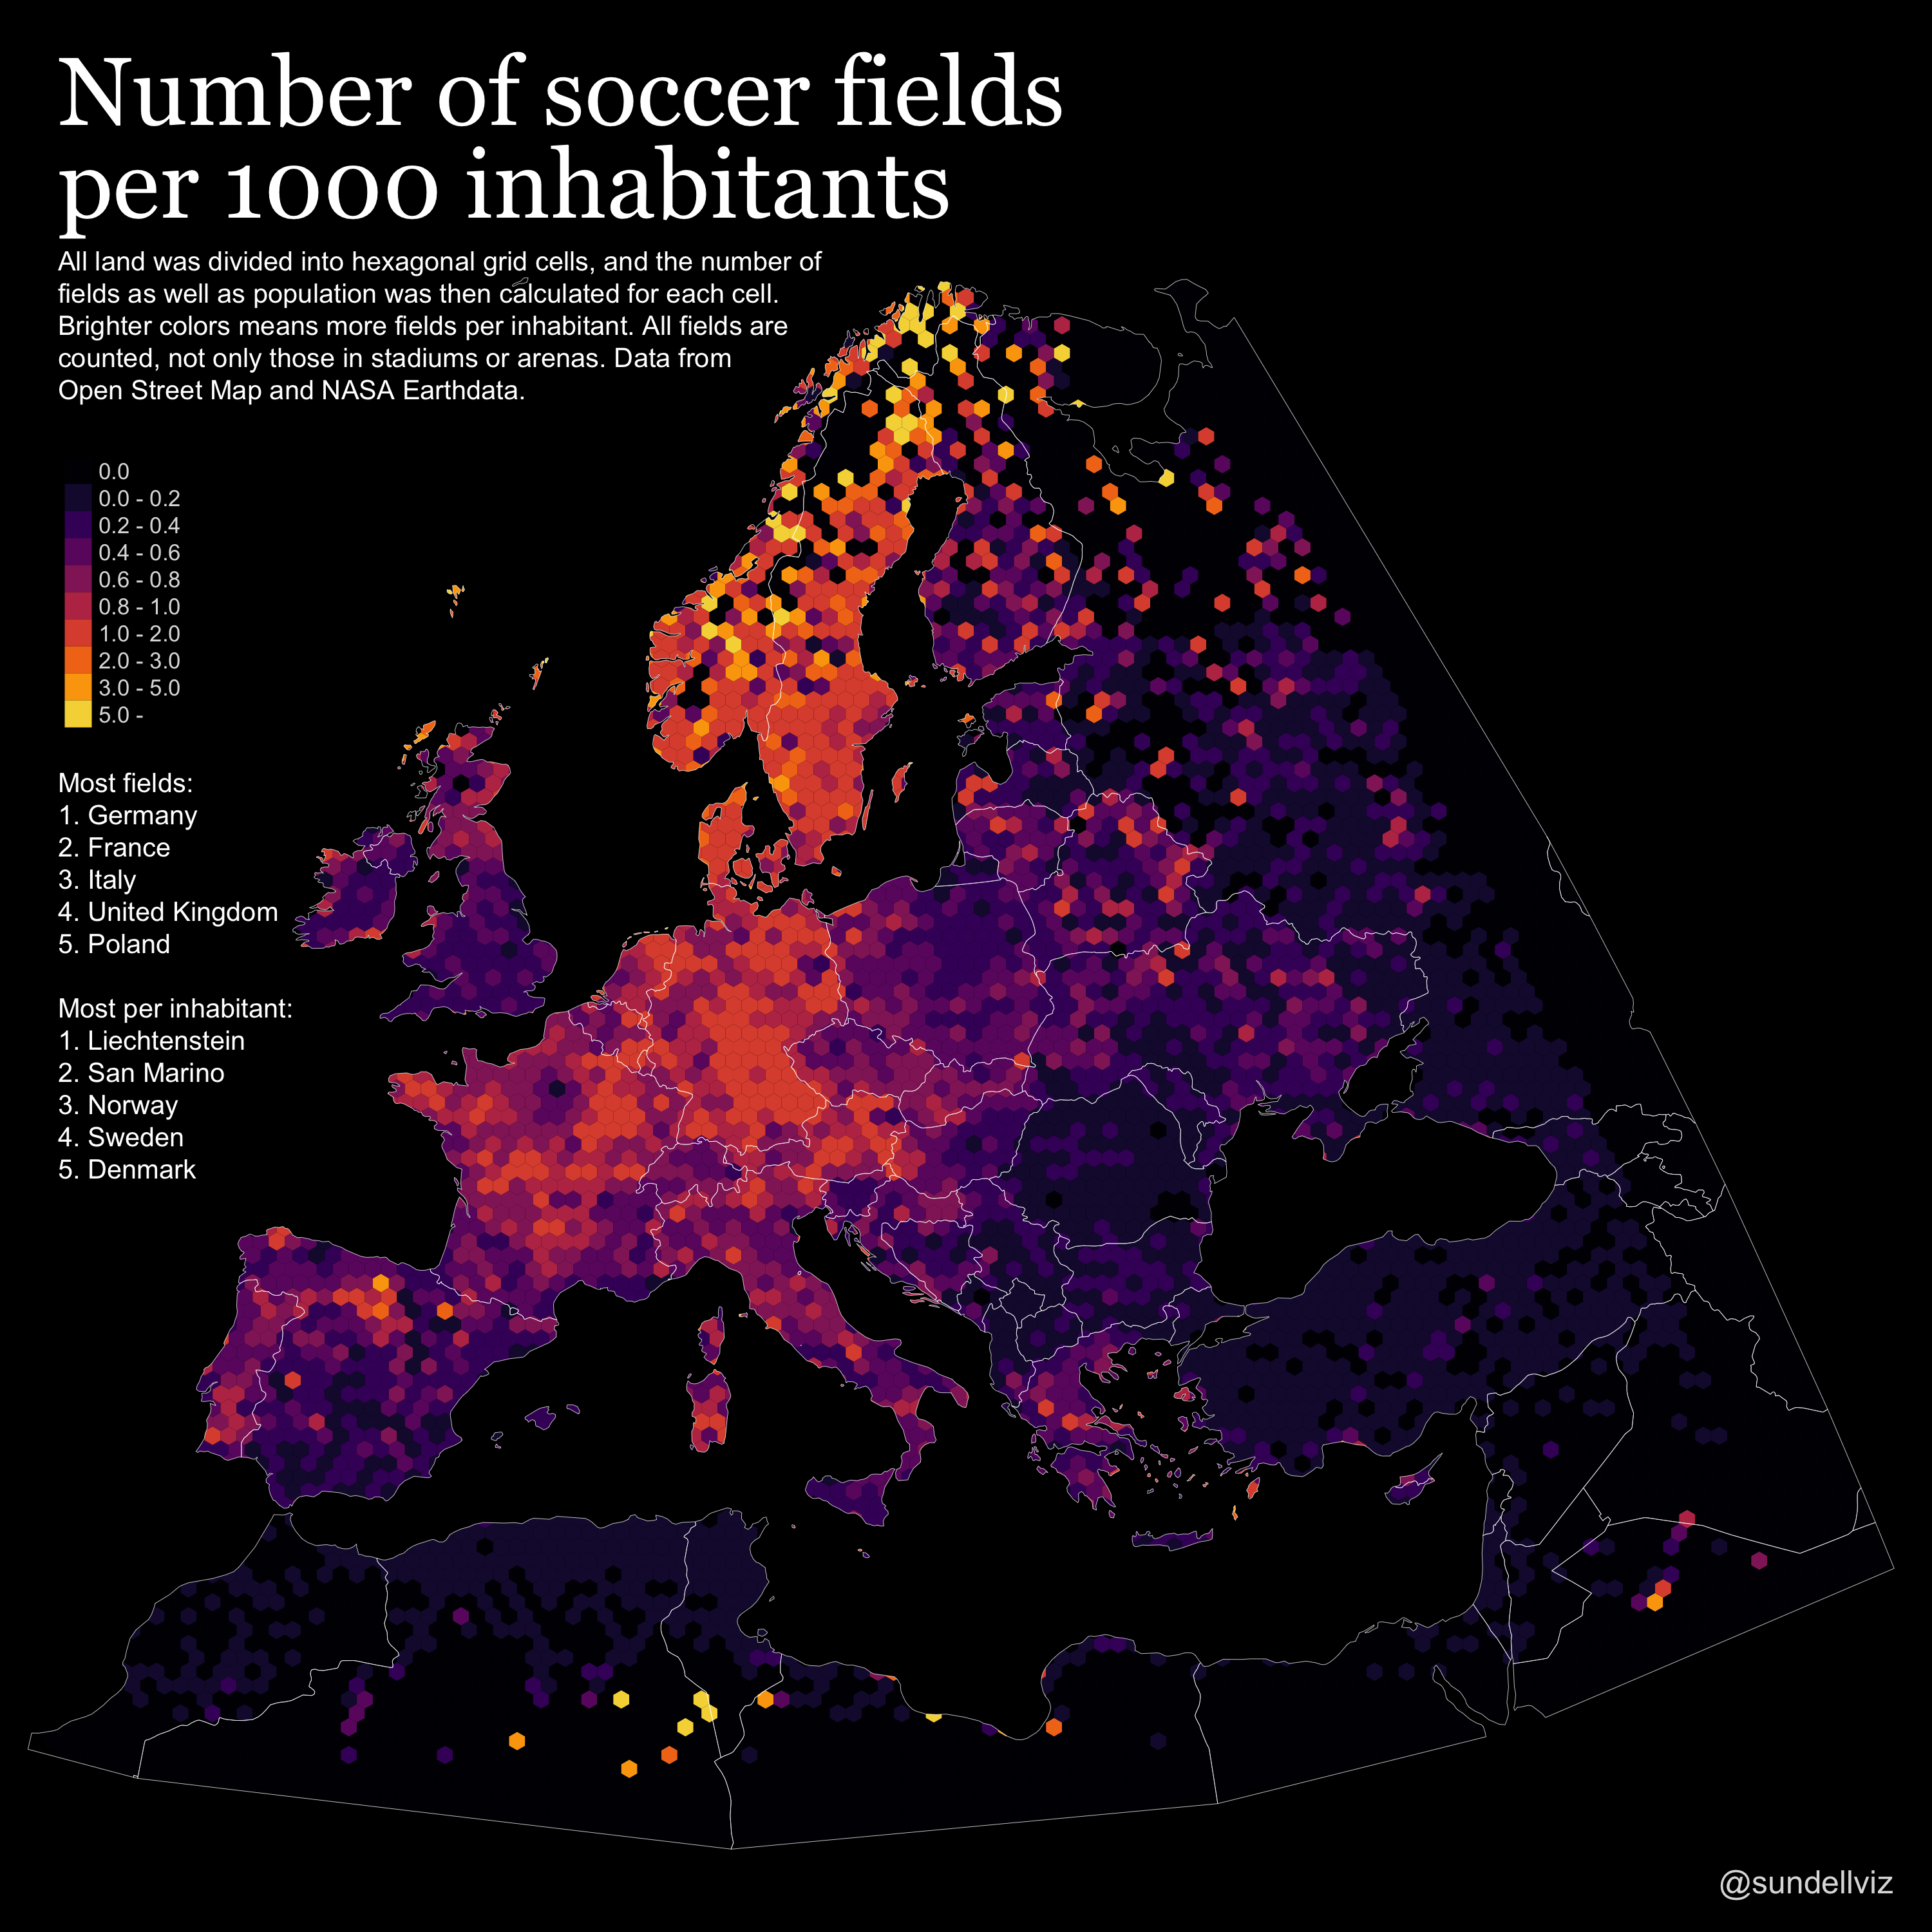 Number of soccer fields
per 1000 inhabitants
All land was divided into hexagonal grid cells, and the number of
fields as well as population was then calculated for each cell.
Brighter colors means more fields per inhabitant. All fields are
counted, not only those in stadiums or arenas. Data from
Open Street Map and NASA Earthdata.
0.0
0.0 - 0.2
0.2 - 0.4
0.4 - 0.6
0.6 - 0.8
0.8 - 1.0
1.0 - 2.0
2.0 - 3.0
3.0 - 5.0
5.0 -
Most fields:
1. Germany
2. France
3. Italy
4. United Kingdom
5. Poland
Most per inhabitant:
1. Liechtenstein
2. San Marino
3. Norway
4. Sweden
5. Denmark
@sundellviz